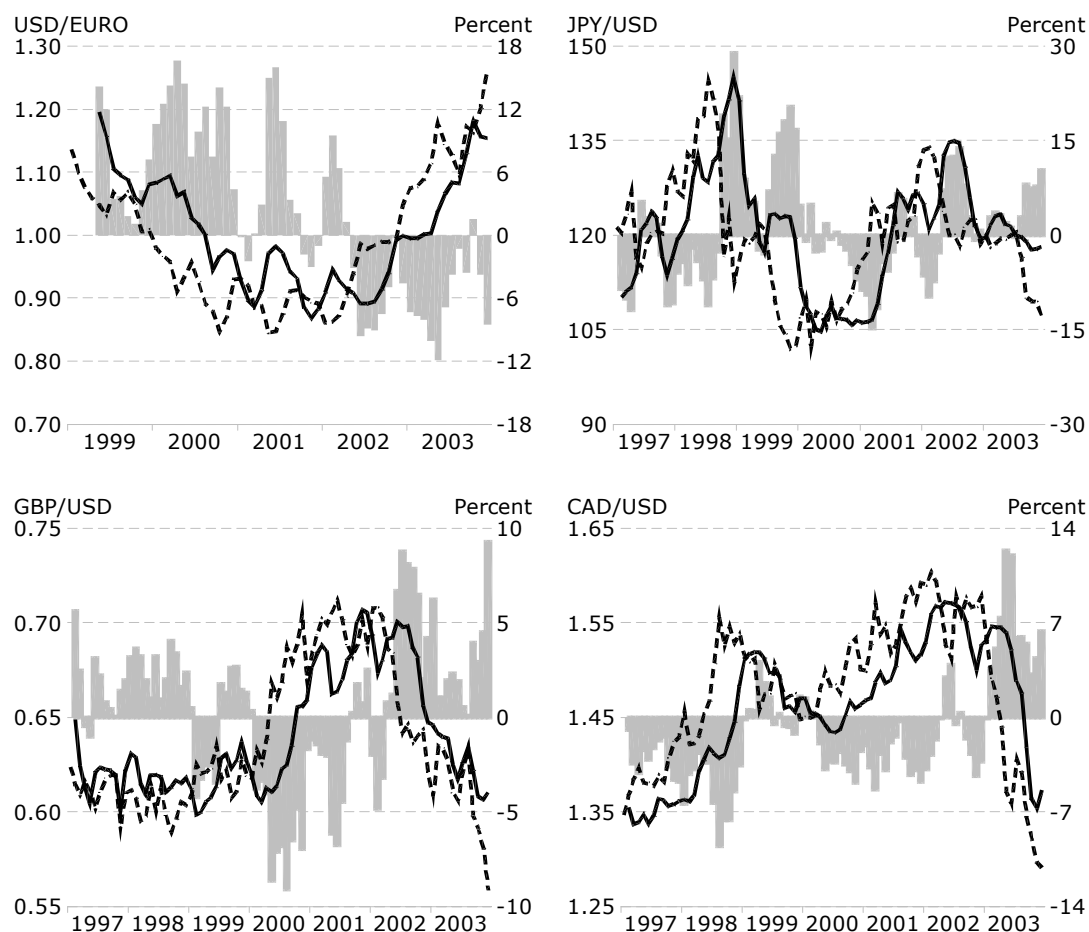 USD/EURO Percent
1.30 18
1.20 12
1.10 6
1.00 0
0.90 -6
0.80 -12
0.70 -18
1999 2000 2001 2002 2003
JPY/USD Percent
150 30
135 15
120 0
105 -15
90 -30
1997 1998 1999 2000 2001 2002 2003
GBP/USD Percent
0.75 10
0.70 5
0.65 0
0.60 -5
0.55 -10
1997 1998 1999 2000 2001 2002 2003
CAD/USD Percent
1.65 14
1.55 7
1.45 0
1.35 -7
1.25 -14
1997 1998 1999 2000 2001 2002 2003